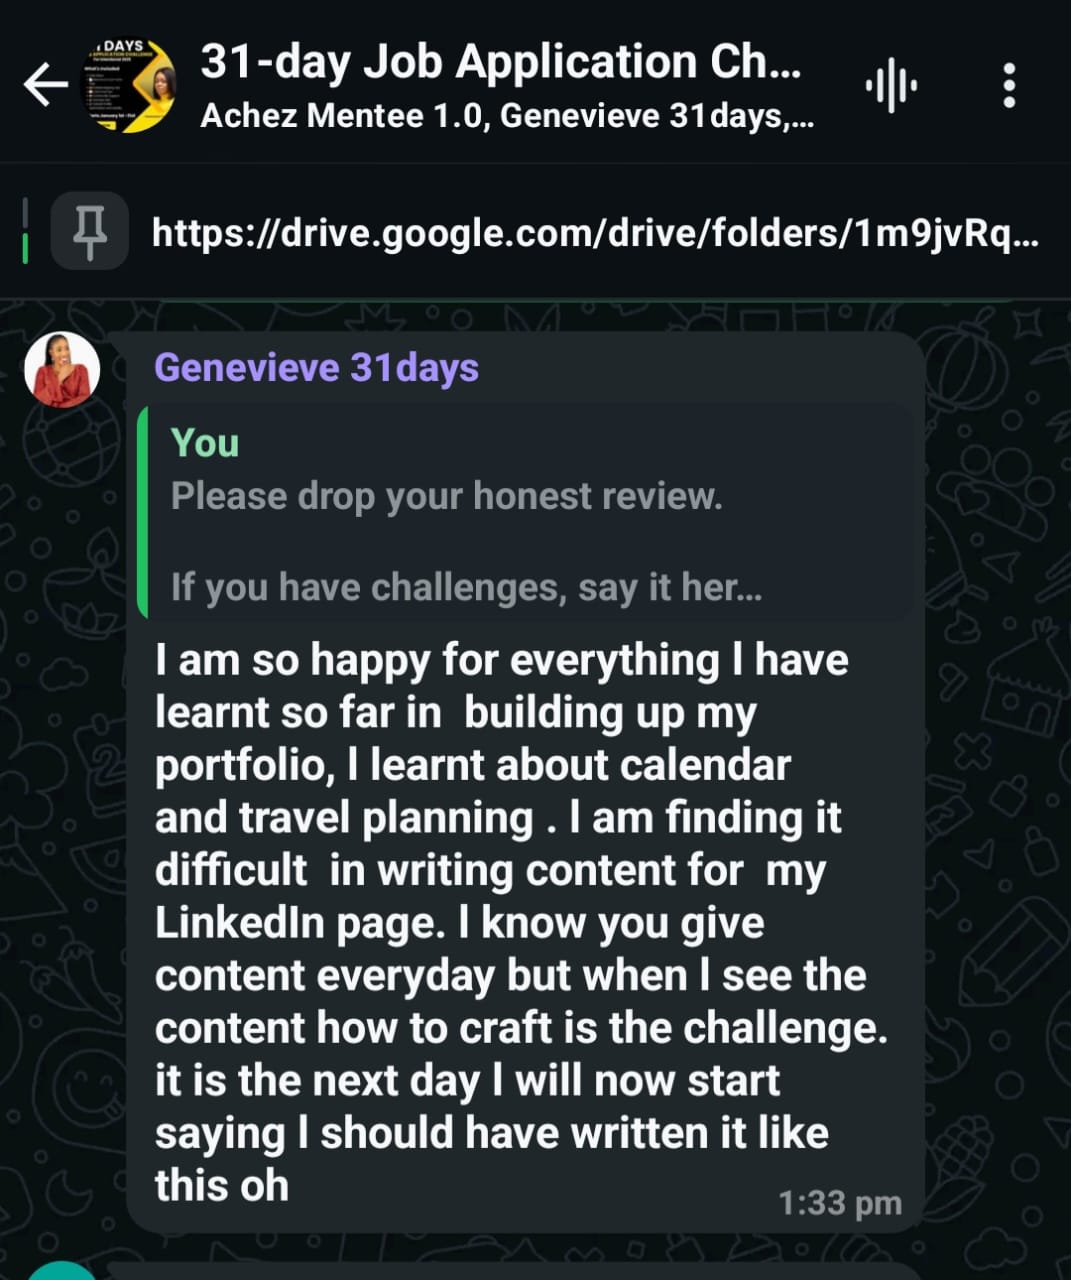 31-day Job Application Ch...
Achez Mentee 1.0, Genevieve 31days,...
https://drive.google.com/drive/folders/1m9jvRq...
DAYS
Genevieve 31days
You
Please drop your honest review.
If you have challenges, say it her...
I am so happy for everything I have
learnt so far in  building up my
portfolio, I learnt about calendar
and travel planning . I am finding it
difficult  in writing content for  my
LinkedIn page. I know you give
content everyday but when I see the
content how to craft is the challenge.
it is the next day I will now start
saying I should have written it like
this oh
1:33 pm